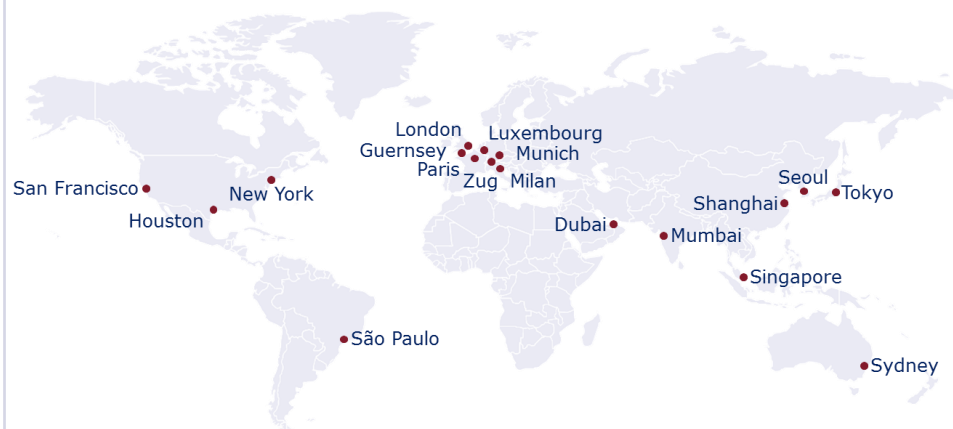 London
Luxembourg
Guernsey
Munich
Paris
Zug
Milan
San Francisco
New York
Houston
Seoul
Tokyo
Shanghai
Dubai
Mumbai
Singapore
São Paulo
Sydney